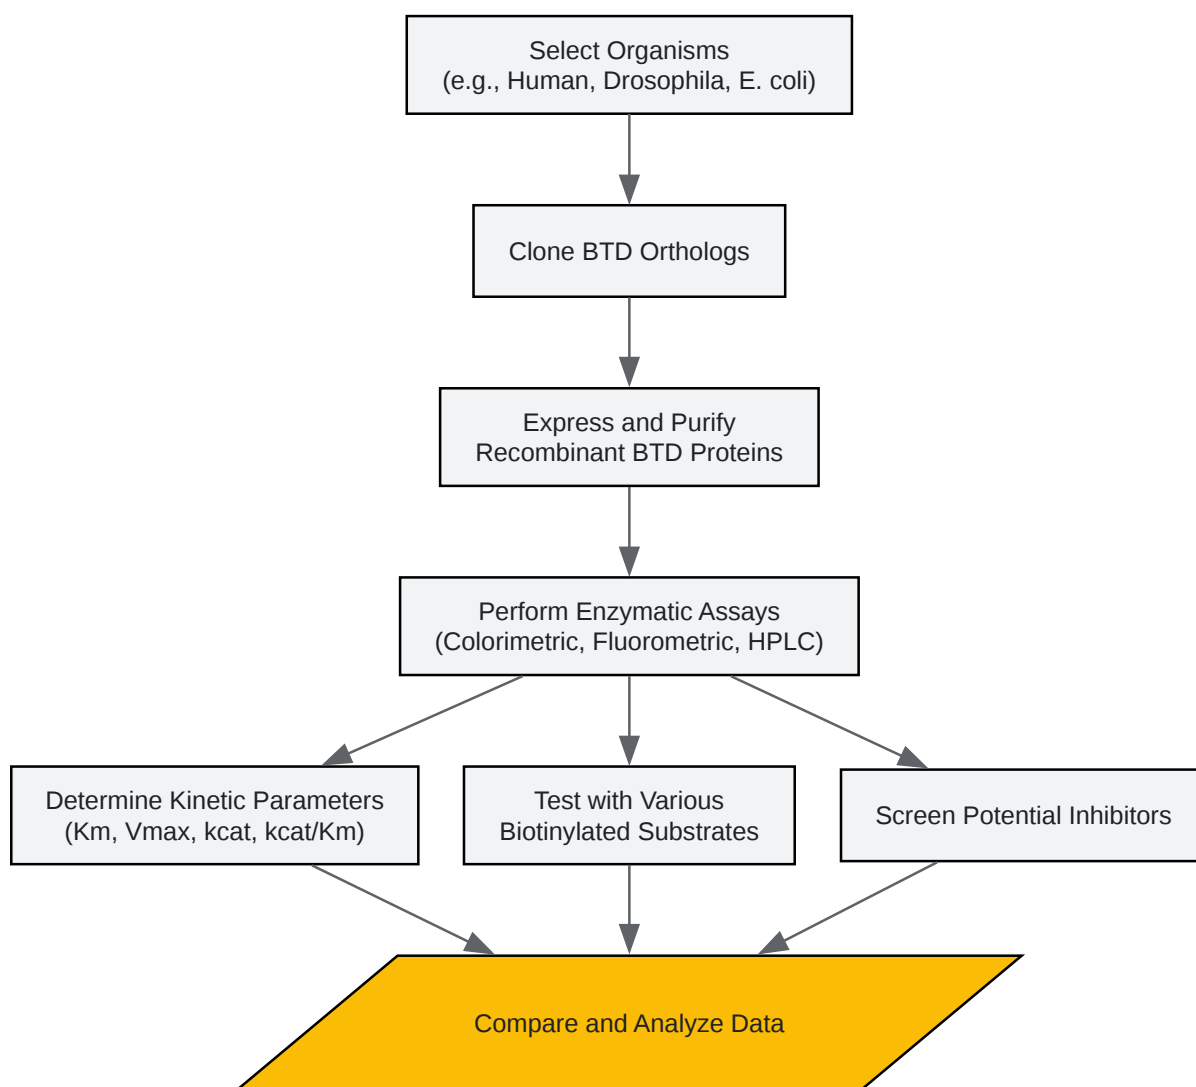 Select Organisms
(e.g., Human, Drosophila, E. coli)
Clone BTD Orthologs
Express and Purify
Recombinant BTD Proteins
Perform Enzymatic Assays
(Colorimetric, Fluorometric, HPLC)
Determine Kinetic Parameters
(Km, Vmax, kcat, kcat/Km)
Test with Various
Biotinylated Substrates
Screen Potential Inhibitors
Compare and Analyze Data